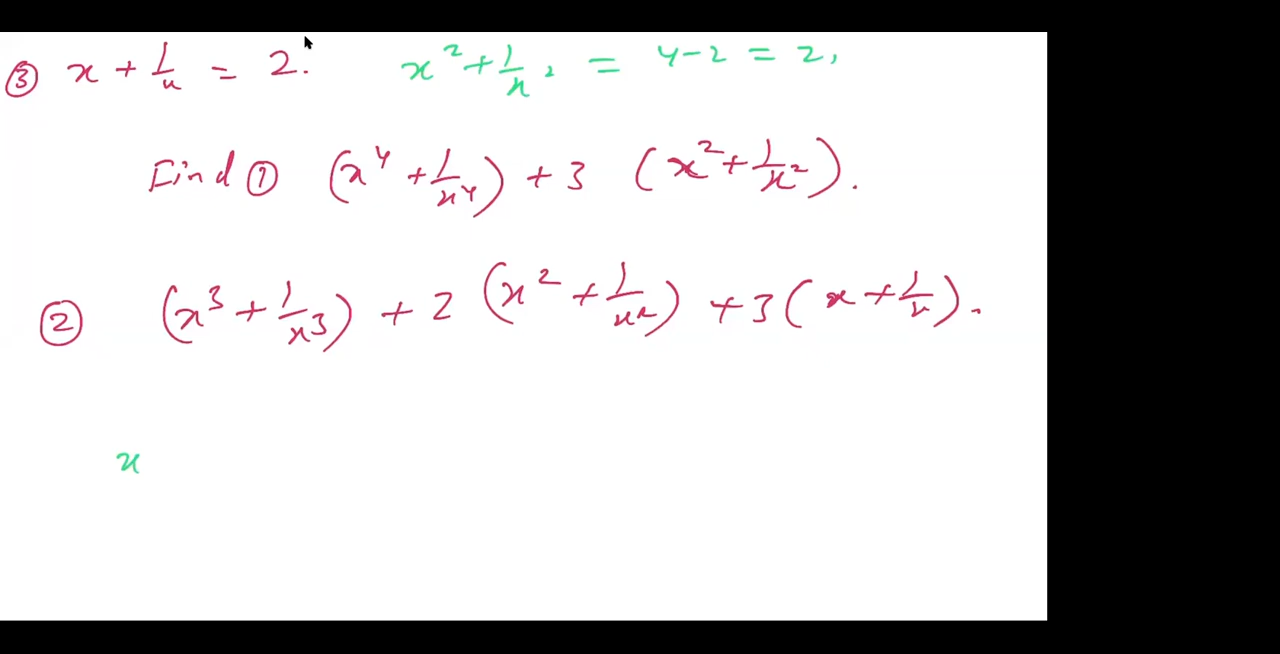 ③ x + 1/x = 2. x² + 1/x² = 4-2 = 2,
Find ① (x⁴ + 1/x⁴) + 3 (x² + 1/x²).
② (x³ + 1/x³) + 2 (x² + 1/x²) + 3 (x + 1/x).
x